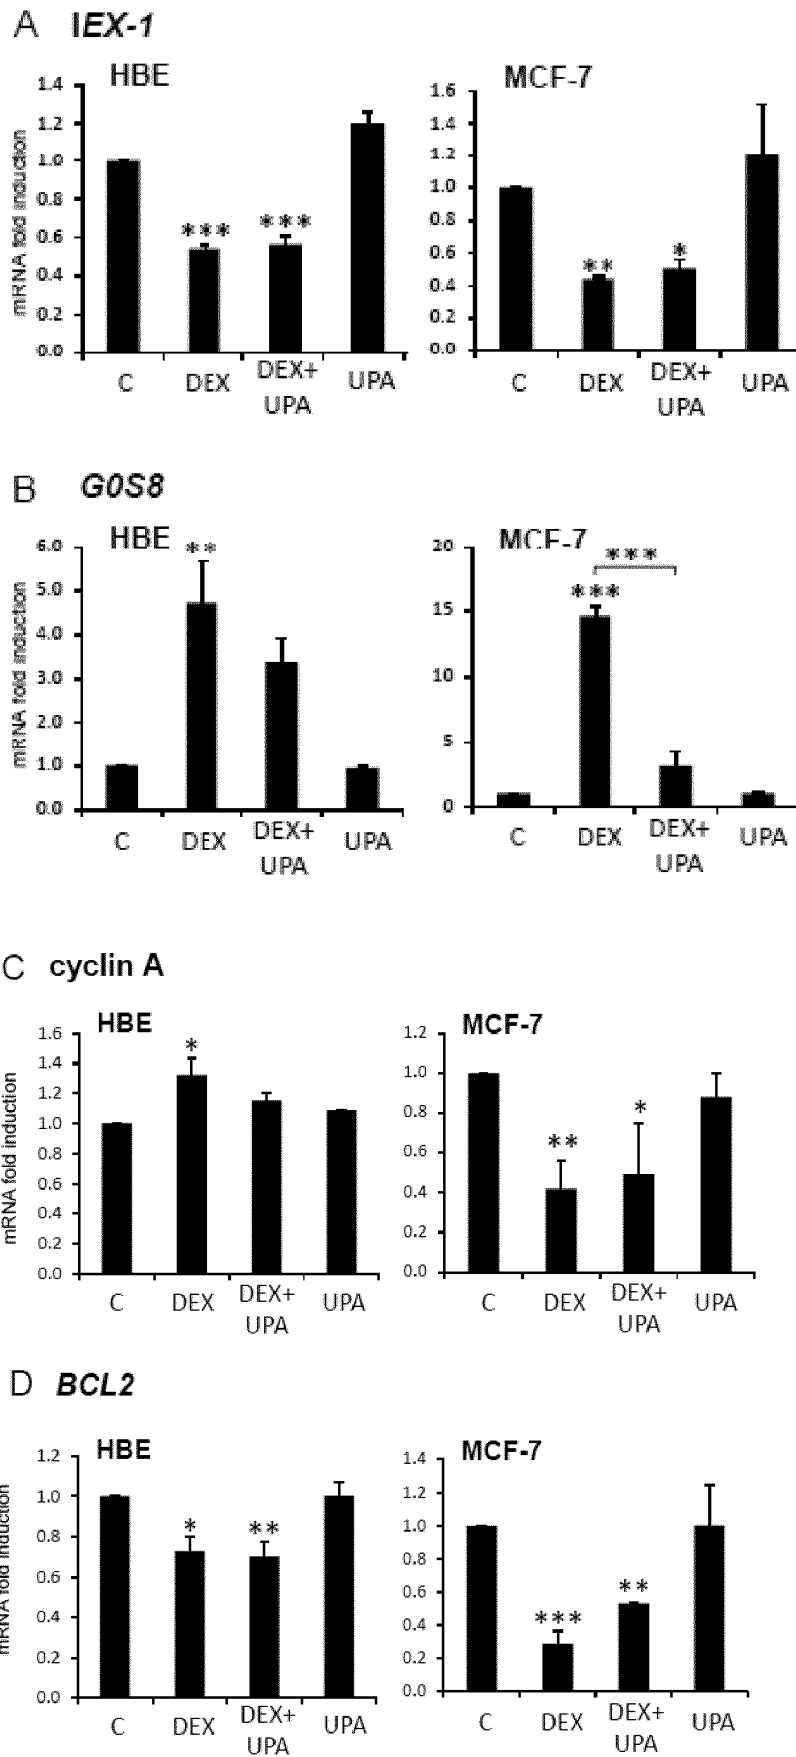 A IEX-1
HBE
MCF-7
mRNA fold induction
1.4
1.2
1.0
0.8
0.6
0.4
0.2
0.0
***
***
C
DEX
DEX+
UPA
UPA
1.6
1.4
1.2
1.0
0.8
0.6
0.4
0.2
0.0
**
*
C
DEX
DEX+
UPA
UPA
B G0S8
HBE
MCF-7
mRNA fold induction
6.0
5.0
4.0
3.0
2.0
1.0
0.0
**
C
DEX
DEX+
UPA
UPA
20
15
10
5
0
***
***
C
DEX
DEX+
UPA
UPA
C cyclin A
HBE
MCF-7
mRNA fold induction
1.6
1.4
1.2
1.0
0.8
0.6
0.4
0.2
0.0
*
C
DEX
DEX+
UPA
UPA
1.2
1.0
0.8
0.6
0.4
0.2
0.0
**
*
C
DEX
DEX+
UPA
UPA
D BCL2
HBE
MCF-7
mRNA fold induction
1.2
1.0
0.8
0.6
0.4
0.2
0.0
*
**
C
DEX
DEX+
UPA
UPA
1.4
1.2
1.0
0.8
0.6
0.4
0.2
0.0
***
**
C
DEX
DEX+
UPA
UPA